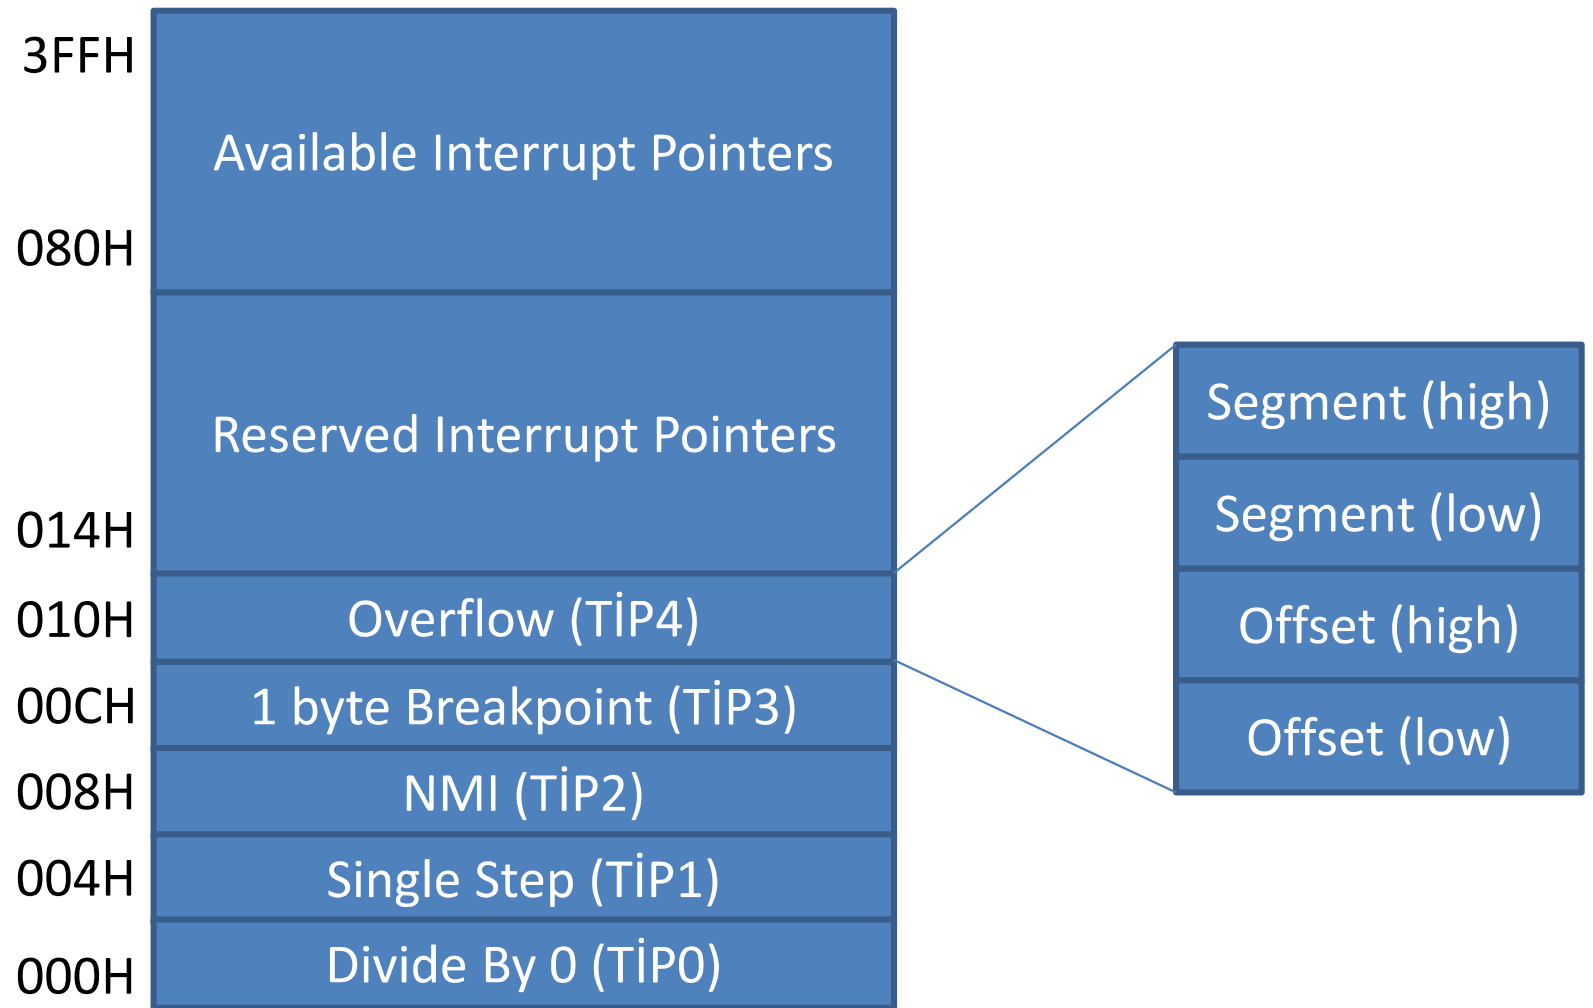 3FFH
Available Interrupt Pointers
080H
Reserved Interrupt Pointers
014H
010H
Overflow (TİP4)
00CH
1 byte Breakpoint (TİP3)
008H
NMI (TİP2)
004H
Single Step (TİP1)
000H
Divide By 0 (TİP0)
Segment (high)
Segment (low)
Offset (high)
Offset (low)